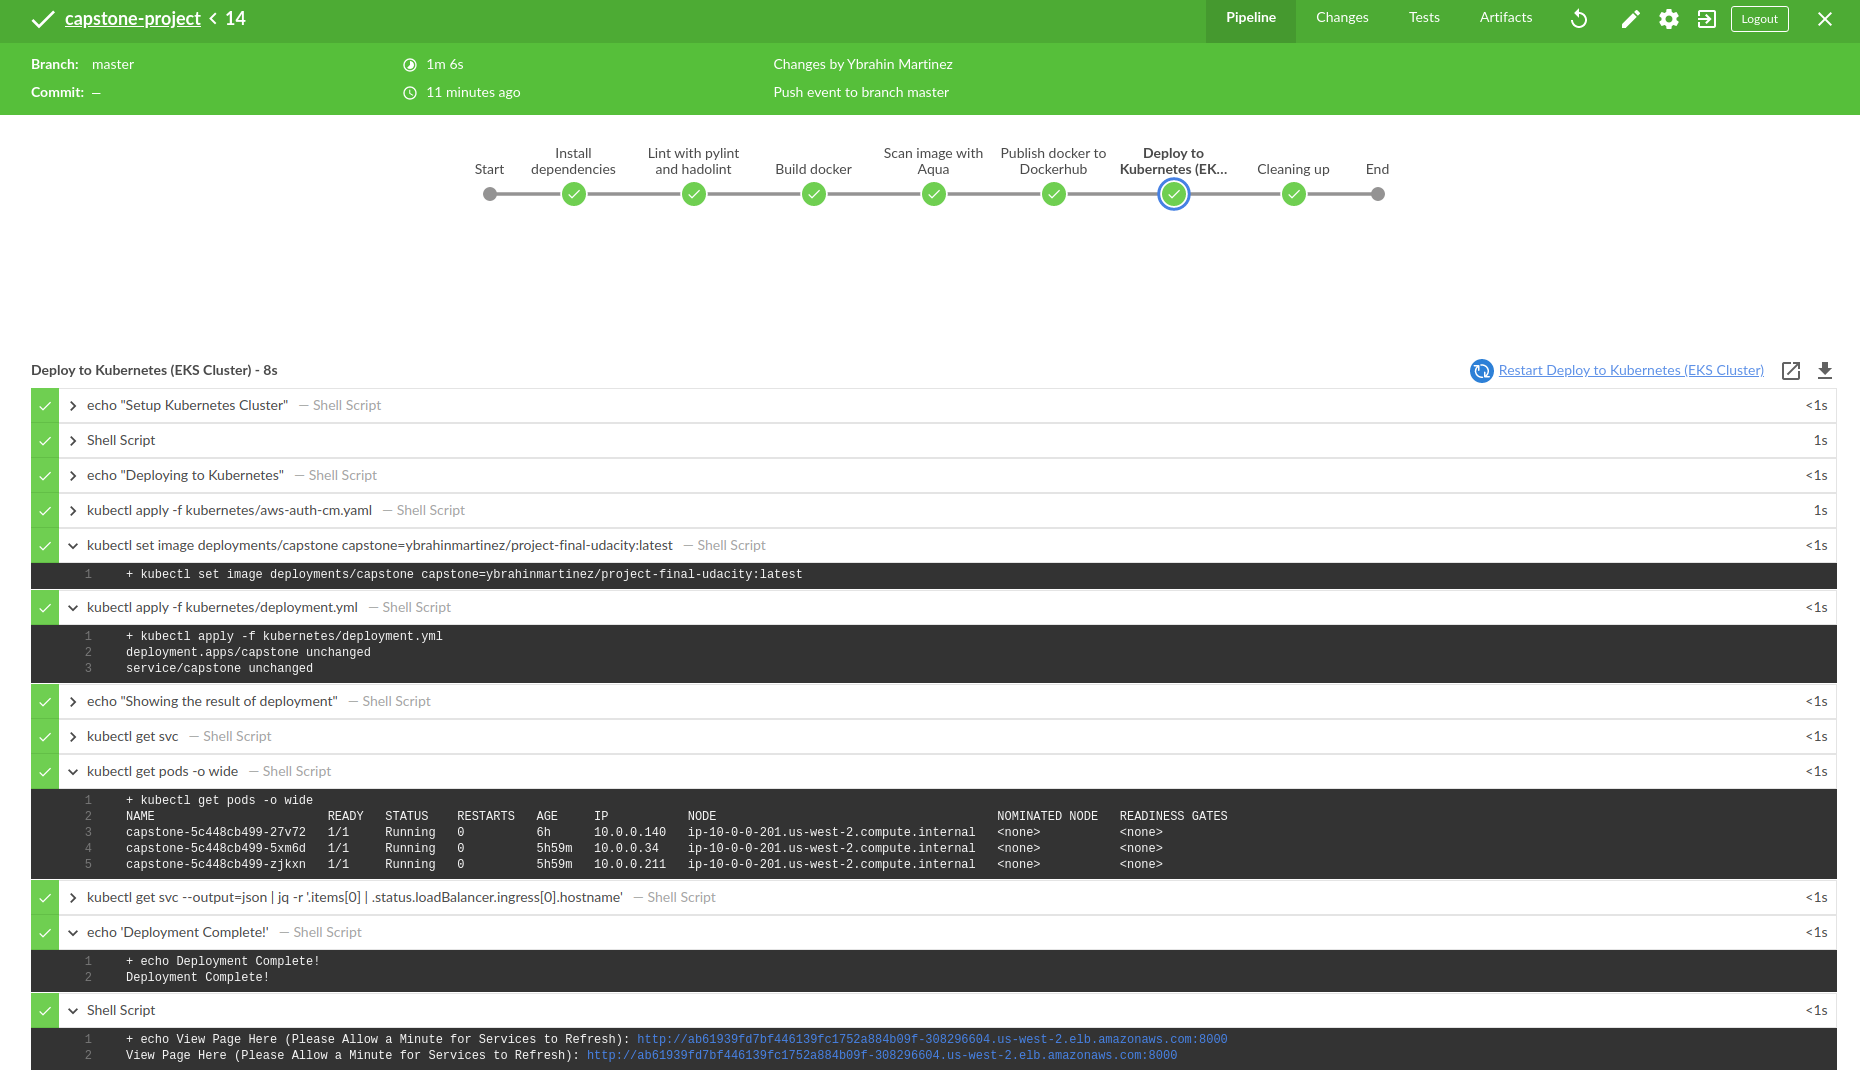 capstone-project < 14
Pipeline Changes Tests Artifacts Logout
Branch: master 1m 6s Changes by Ybrahin Martinez
Commit: — 11 minutes ago Push event to branch master
Start Install dependencies Lint with pylint and hadolint Build docker Scan image with Aqua Publish docker to Dockerhub Deploy to Kubernetes (EK... Cleaning up End
Deploy to Kubernetes (EKS Cluster) - 8s Restart Deploy to Kubernetes (EKS Cluster)
echo "Setup Kubernetes Cluster" — Shell Script <1s
Shell Script 1s
echo "Deploying to Kubernetes" — Shell Script <1s
kubectl apply -f kubernetes/aws-auth-cm.yaml — Shell Script 1s
kubectl set image deployments/capstone capstone=ybrahinmartinez/project-final-udacity:latest — Shell Script <1s
1 + kubectl set image deployments/capstone capstone=ybrahinmartinez/project-final-udacity:latest
kubectl apply -f kubernetes/deployment.yml — Shell Script <1s
1 + kubectl apply -f kubernetes/deployment.yml
2 deployment.apps/capstone unchanged
3 service/capstone unchanged
echo "Showing the result of deployment" — Shell Script <1s
kubectl get svc — Shell Script <1s
kubectl get pods -o wide — Shell Script <1s
1 + kubectl get pods -o wide
2 NAME READY STATUS RESTARTS AGE IP NODE NOMINATED NODE READINESS GATES
3 capstone-5c448cb499-27v72 1/1 Running 0 6h 10.0.0.140 ip-10-0-0-201.us-west-2.compute.internal <none> <none>
4 capstone-5c448cb499-5xm6d 1/1 Running 0 5h59m 10.0.0.34 ip-10-0-0-201.us-west-2.compute.internal <none> <none>
5 capstone-5c448cb499-zjkxn 1/1 Running 0 5h59m 10.0.0.211 ip-10-0-0-201.us-west-2.compute.internal <none> <none>
kubectl get svc --output=json | jq -r '.items[0] | .status.loadBalancer.ingress[0].hostname' — Shell Script <1s
echo 'Deployment Complete!' — Shell Script <1s
1 + echo Deployment Complete!
2 Deployment Complete!
Shell Script <1s
1 + echo View Page Here (Please Allow a Minute for Services to Refresh): http://ab61939fd7bf446139fc1752a884b09f-308296604.us-west-2.elb.amazonaws.com:8000
2 View Page Here (Please Allow a Minute for Services to Refresh): http://ab61939fd7bf446139fc1752a884b09f-308296604.us-west-2.elb.amazonaws.com:8000